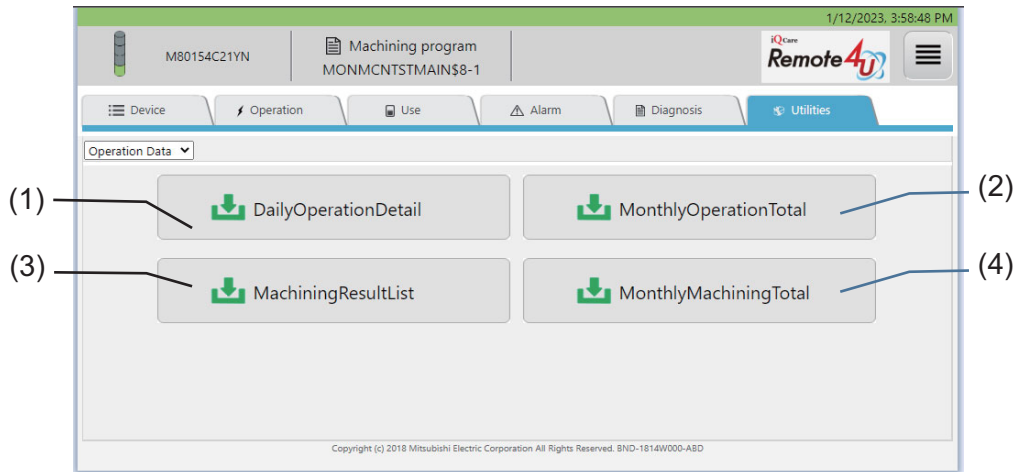 1/12/2023, 3:58:48 PM
M80154C21YN
Machining program
MONMCNTSTMAIN$8-1
iQCare
Remote4U
Device
Operation
Use
Alarm
Diagnosis
Utilities
Operation Data
(1)
DailyOperationDetail
MonthlyOperationTotal
(2)
(3)
MachiningResultList
MonthlyMachiningTotal
(4)
Copyright (c) 2018 Mitsubishi Electric Corporation All Rights Reserved. BND-1814W000-ABD